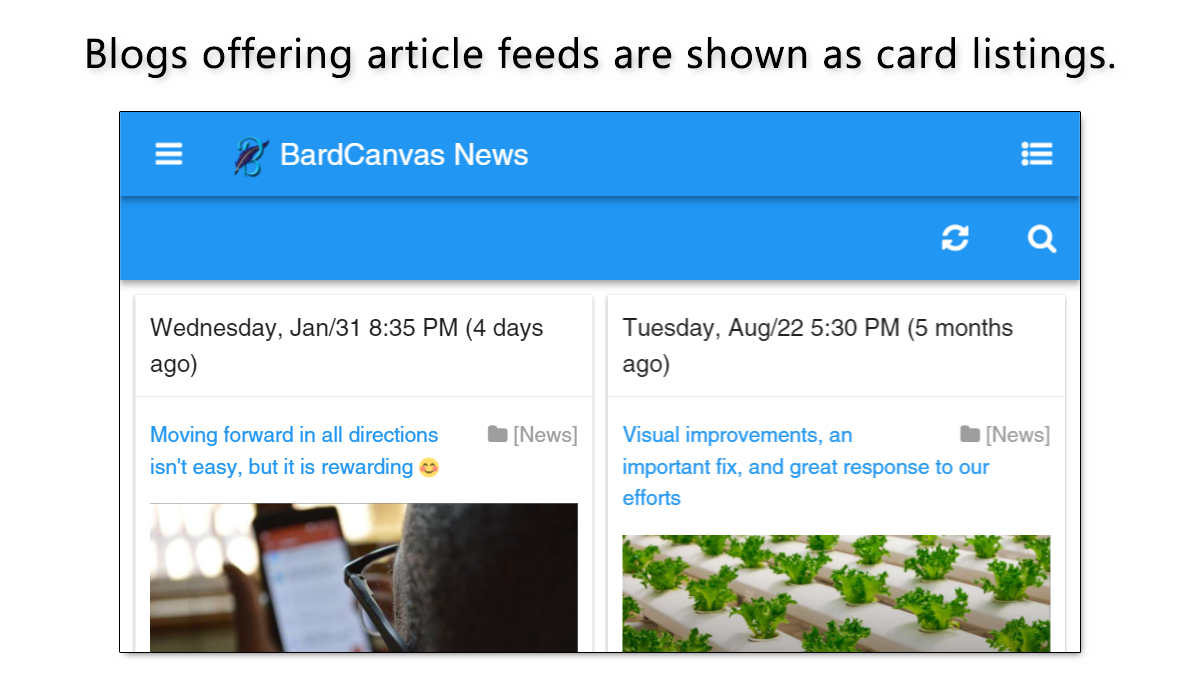 Blogs offering article feeds are shown as card listings.
BardCanvas News
Wednesday, Jan/31 8:35 PM (4 days
ago)
Moving forward in all directions
isn't easy, but it is rewarding 😊
[News]
Tuesday, Aug/22 5:30 PM (5 months
ago)
Visual improvements, an
important fix, and great response to our
efforts
[News]